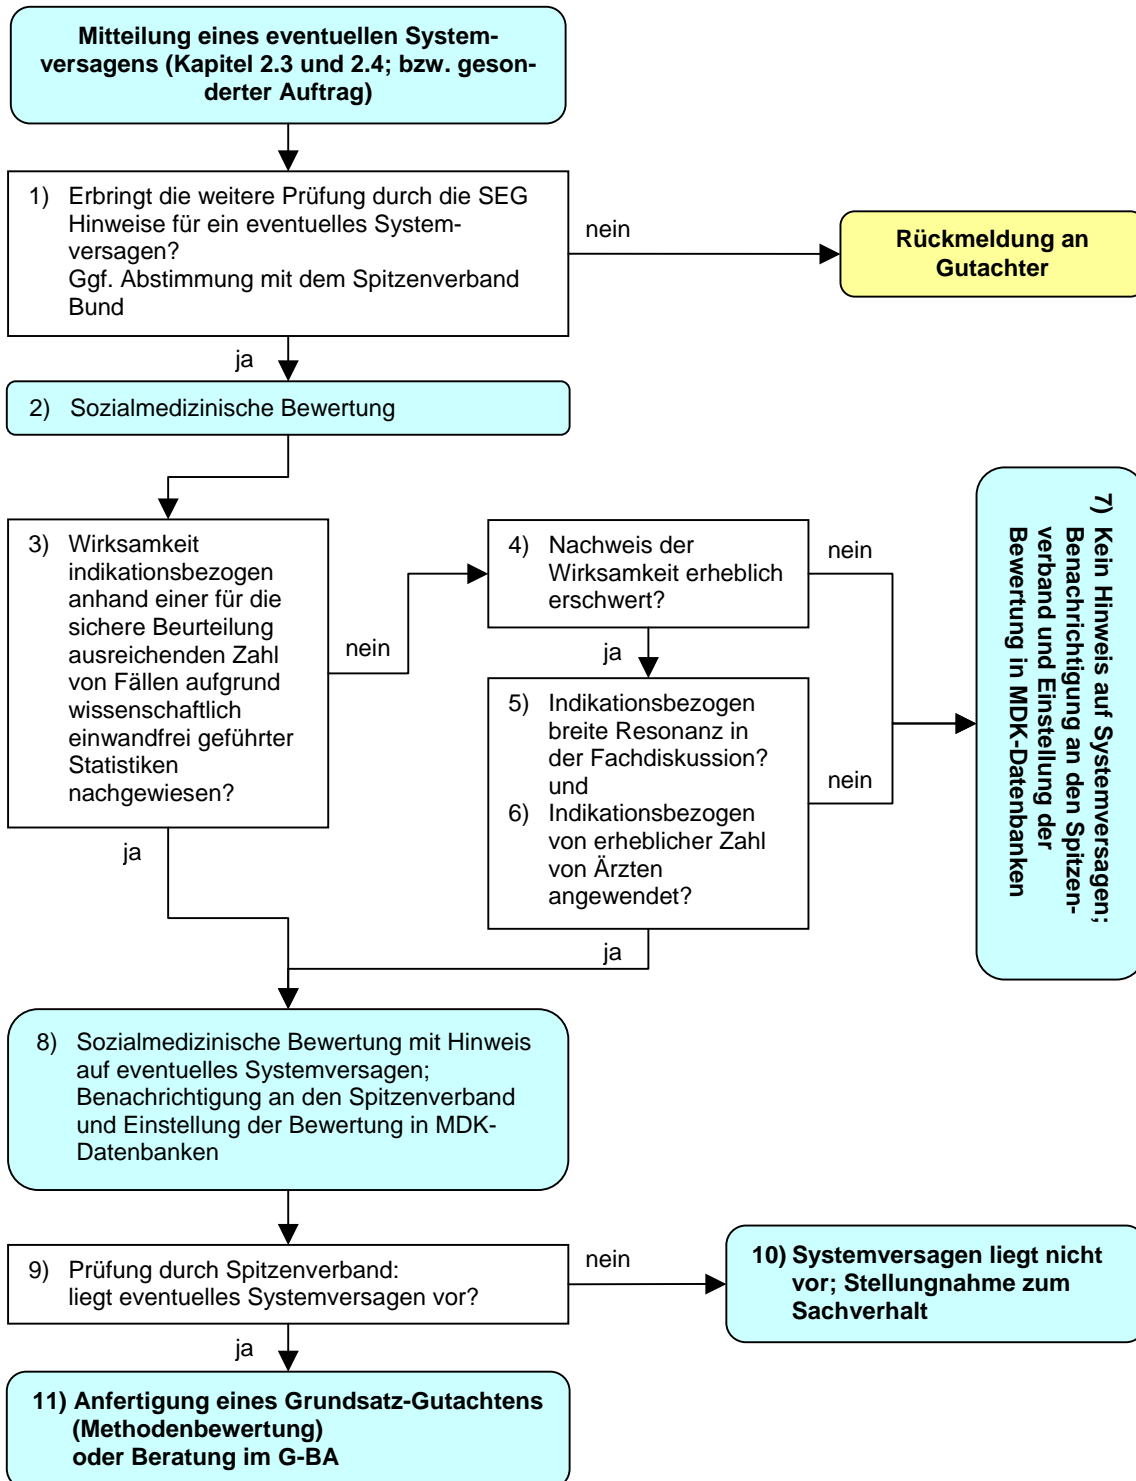 Mitteilung eines eventuellen System-
versagens (Kapitel 2.3 und 2.4; bzw. geson-
derter Auftrag)
1) Erbringt die weitere Prüfung durch die SEG
Hinweise für ein eventuelles System-
versagen?
Ggf. Abstimmung mit dem Spitzenverband
Bund
nein
Rückmeldung an
Gutachter
ja
2) Sozialmedizinische Bewertung
3) Wirksamkeit
indikationsbezogen
anhand einer für die
sichere Beurteilung
ausreichenden Zahl
von Fällen aufgrund
wissenschaftlich
einwandfrei geführter
Statistiken
nachgewiesen?
nein
4) Nachweis der
Wirksamkeit erheblich
erschwert?
nein
ja
5) Indikationsbezogen
breite Resonanz in
der Fachdiskussion?
und
6) Indikationsbezogen
von erheblicher Zahl
von Ärzten
angewendet?
nein
7) Kein Hinweis auf Systemversagen;
Benachrichtigung an den Spitzen-
verband und Einstellung der
Bewertung in MDK-Datenbanken
ja
ja
8) Sozialmedizinische Bewertung mit Hinweis
auf eventuelles Systemversagen;
Benachrichtigung an den Spitzenverband
und Einstellung der Bewertung in MDK-
Datenbanken
9) Prüfung durch Spitzenverband:
liegt eventuelles Systemversagen vor?
nein
10) Systemversagen liegt nicht
vor; Stellungnahme zum
Sachverhalt
ja
11) Anfertigung eines Grundsatz-Gutachtens
(Methodenbewertung)
oder Beratung im G-BA